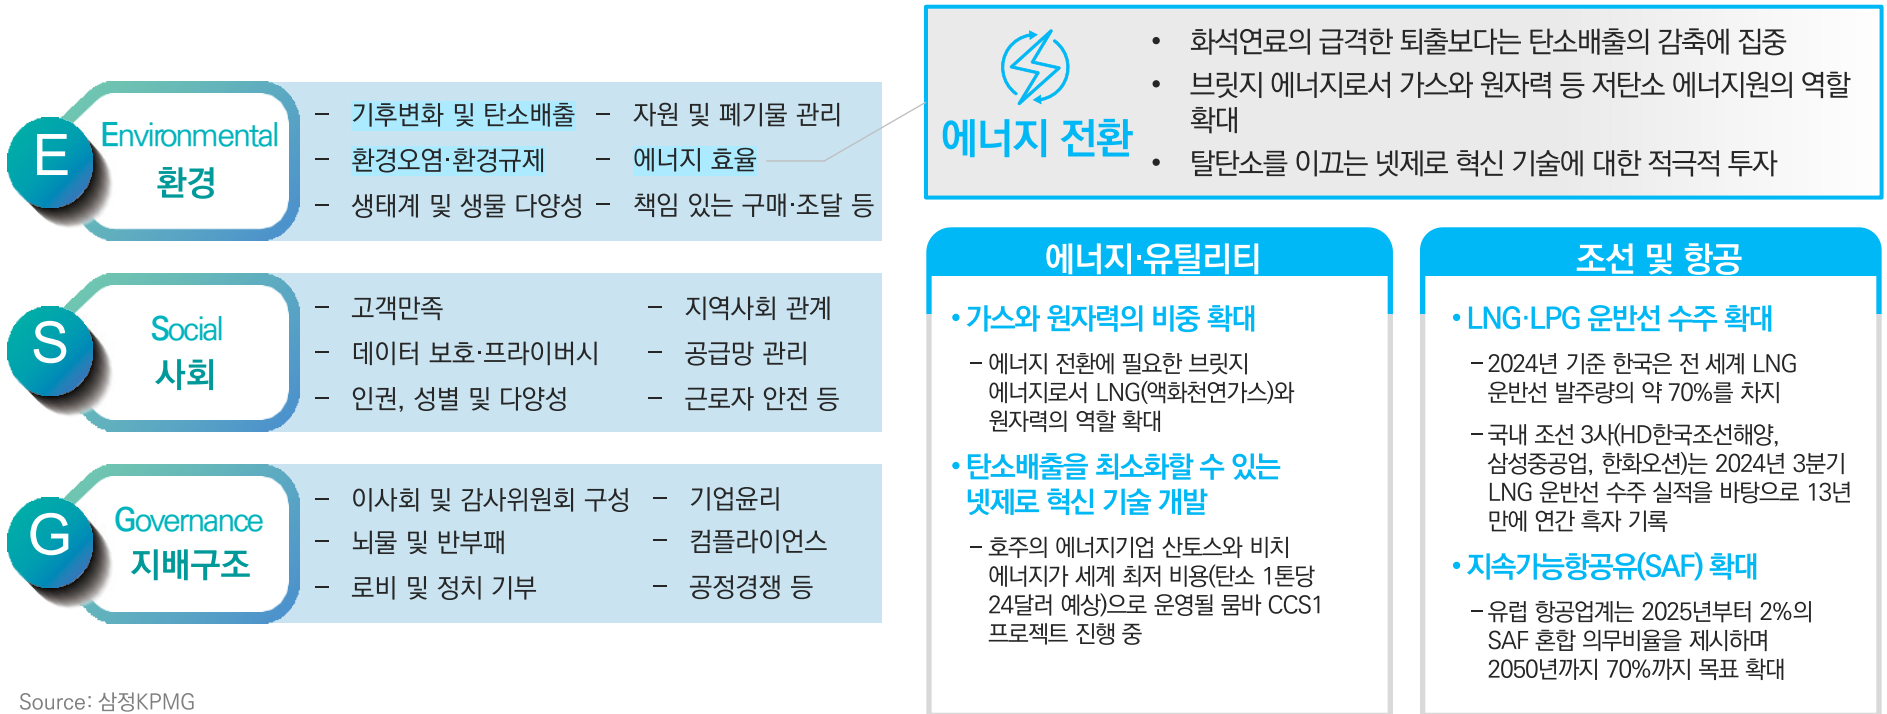 E
Environmental
환경
– 기후변화 및 탄소배출
– 환경오염·환경규제
– 생태계 및 생물 다양성
– 자원 및 폐기물 관리
– 에너지 효율
– 책임 있는 구매·조달 등
S
Social
사회
– 고객만족
– 데이터 보호·프라이버시
– 인권, 성별 및 다양성
– 지역사회 관계
– 공급망 관리
– 근로자 안전 등
G
Governance
지배구조
– 이사회 및 감사위원회 구성
– 뇌물 및 반부패
– 로비 및 정치 기부
– 기업윤리
– 컴플라이언스
– 공정경쟁 등
에너지 전환
• 화석연료의 급격한 퇴출보다는 탄소배출의 감축에 집중
• 브릿지 에너지로서 가스와 원자력 등 저탄소 에너지원의 역할
확대
• 탈탄소를 이끄는 넷제로 혁신 기술에 대한 적극적 투자
에너지·유틸리티
• 가스와 원자력의 비중 확대
– 에너지 전환에 필요한 브릿지
에너지로서 LNG(액화천연가스)와
원자력의 역할 확대
• 탄소배출을 최소화할 수 있는
넷제로 혁신 기술 개발
– 호주의 에너지기업 산토스와 비치
에너지가 세계 최저 비용(탄소 1톤당
24달러 예상)으로 운영될 뭄바 CCS1
프로젝트 진행 중
조선 및 항공
• LNG·LPG 운반선 수주 확대
– 2024년 기준 한국은 전 세계 LNG
운반선 발주량의 약 70%를 차지
– 국내 조선 3사(HD한국조선해양,
삼성중공업, 한화오션)는 2024년 3분기
LNG 운반선 수주 실적을 바탕으로 13년
만에 연간 흑자 기록
• 지속가능항공유(SAF) 확대
– 유럽 항공업계는 2025년부터 2%의
SAF 혼합 의무비율을 제시하며
2050년까지 70%까지 목표 확대
Source: 삼정KPMG